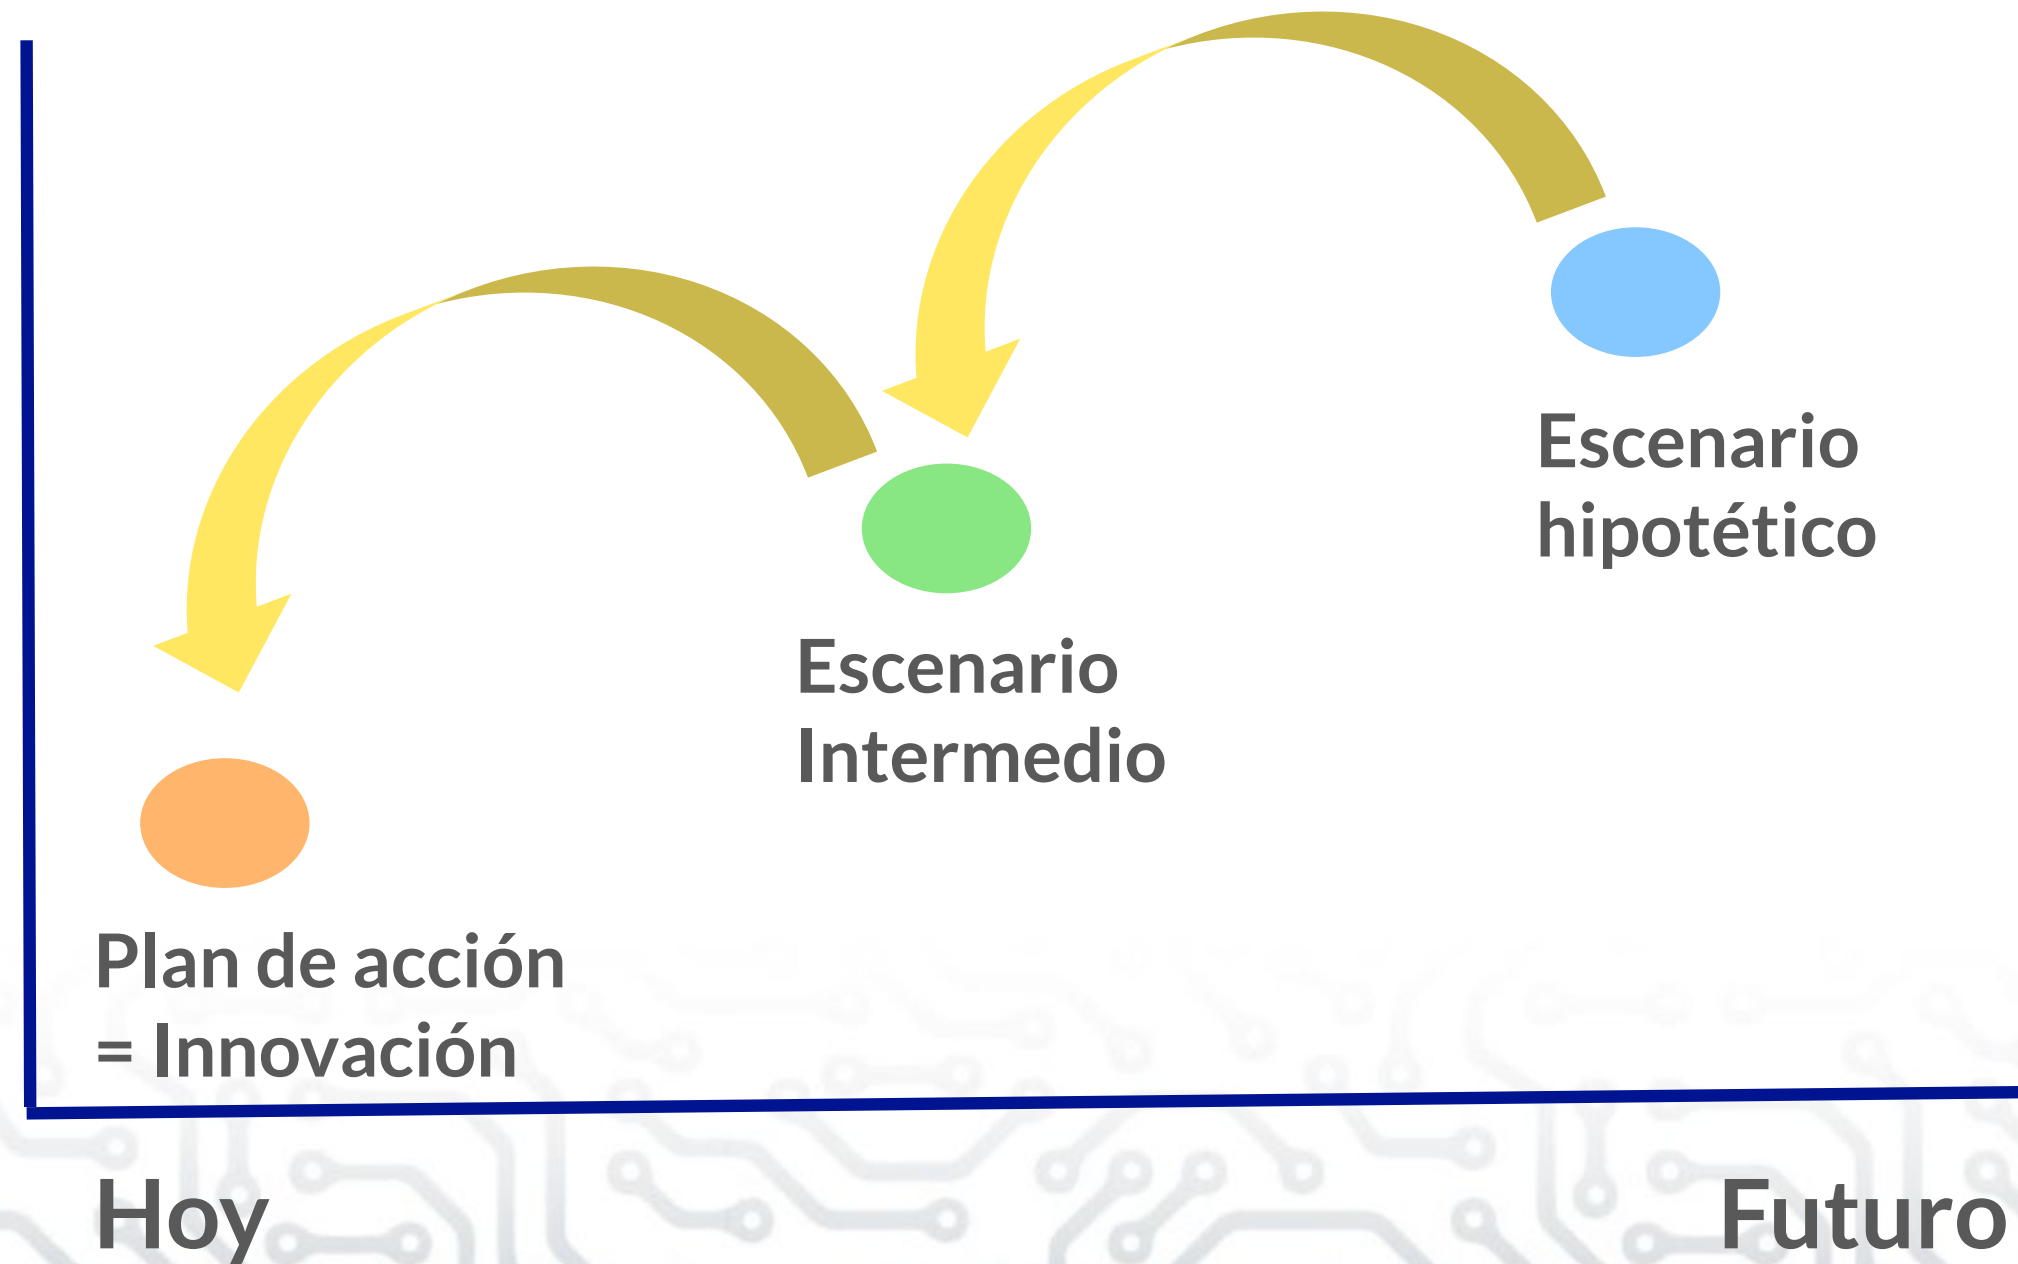 Escenario
hipotético
Escenario
Intermedio
Plan de acción
= Innovación
Hoy
Futuro